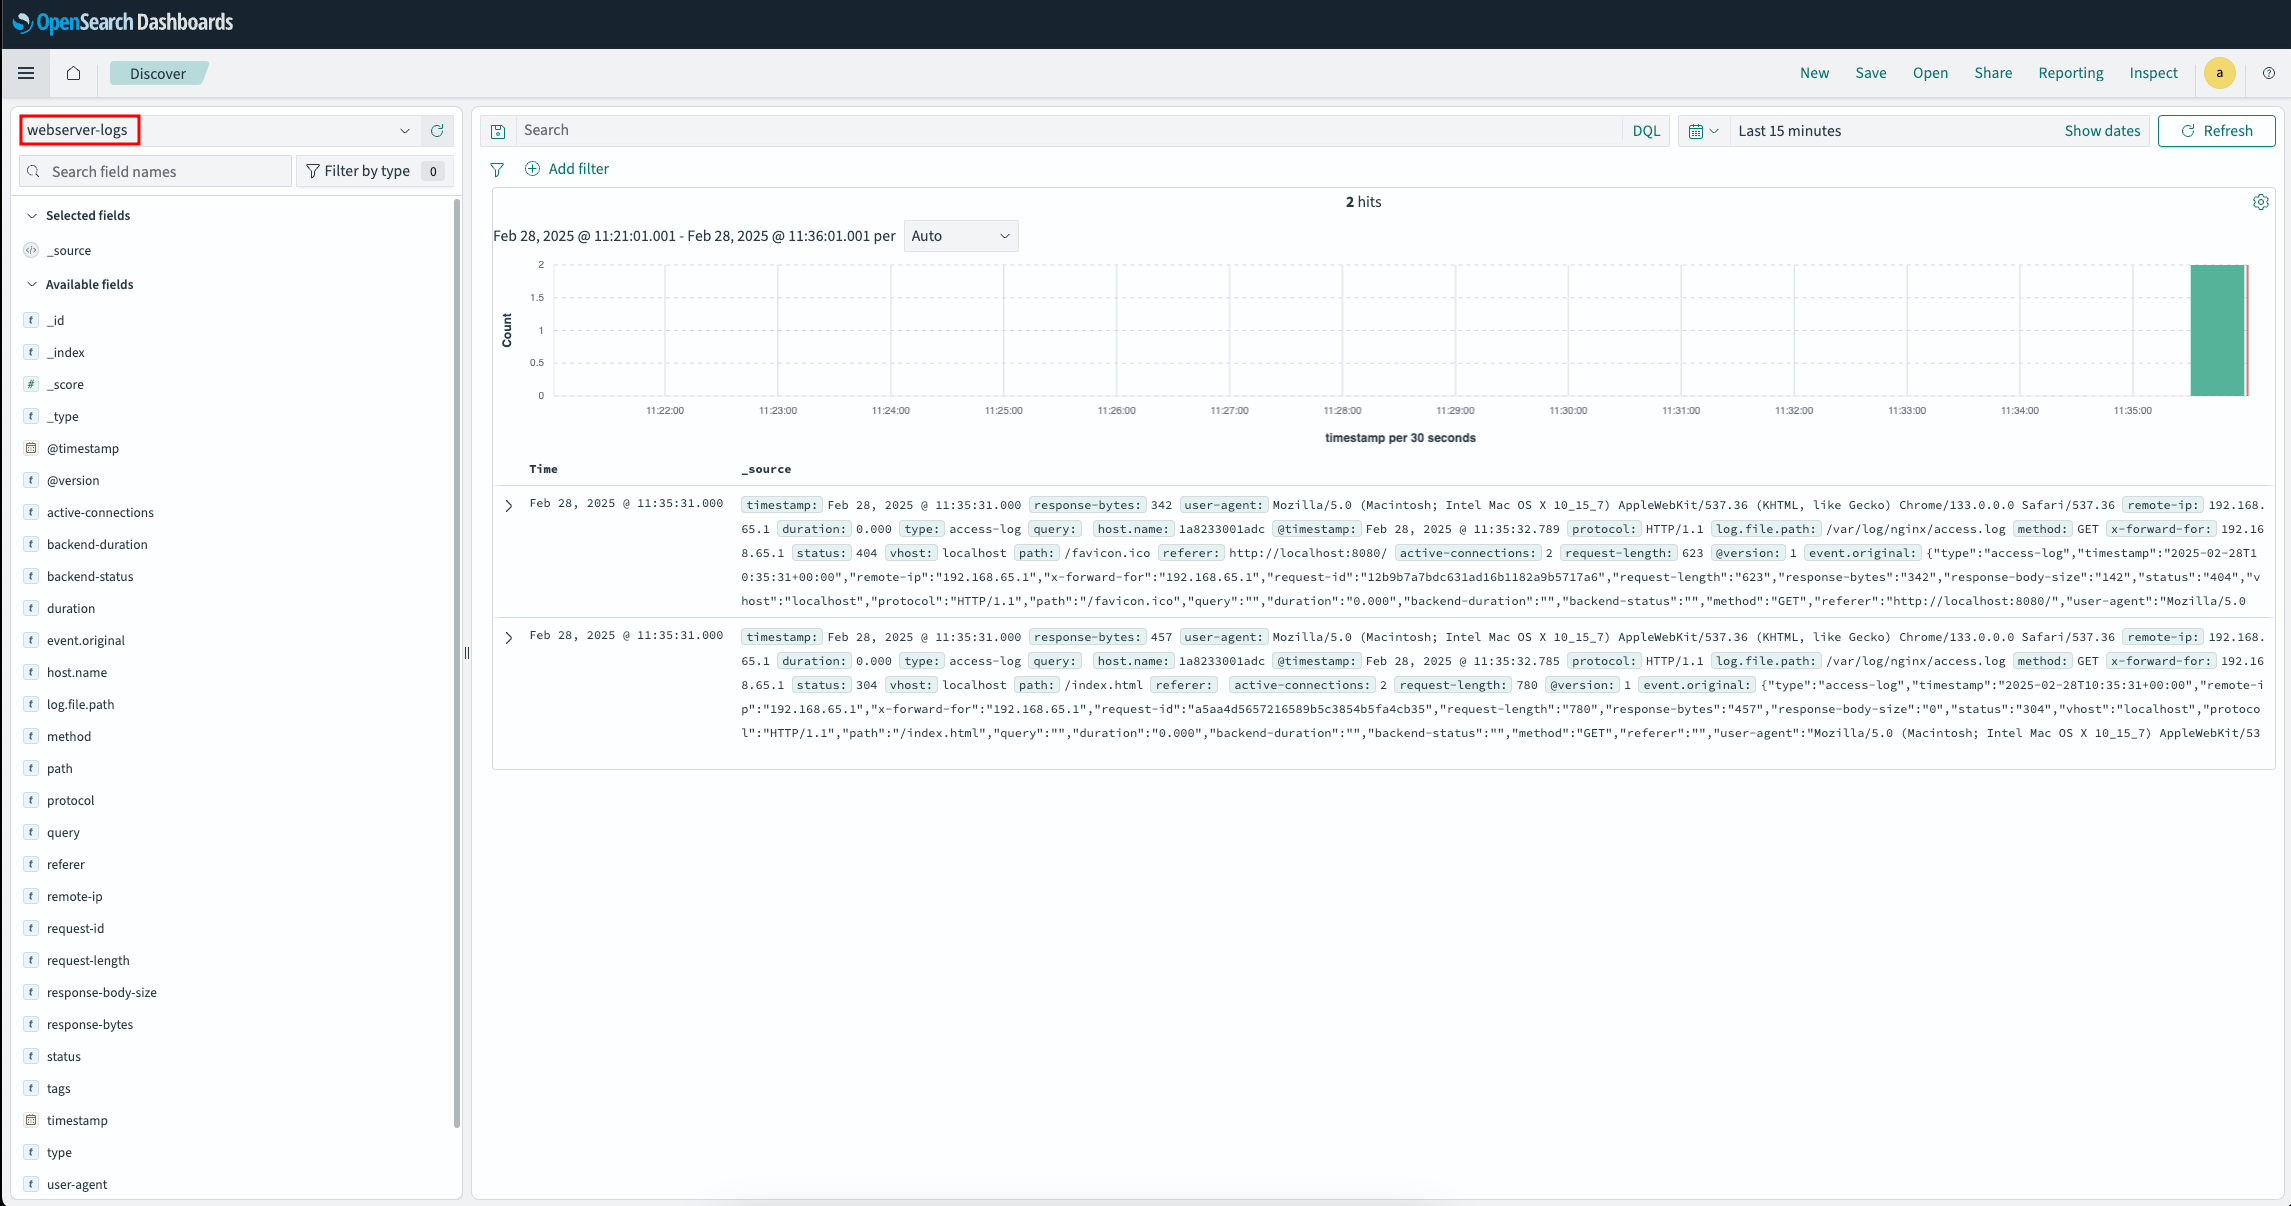 OpenSearch Dashboards
Discover
New Save Open Share Reporting Inspect a
webserver-logs
Search DQL
Last 15 minutes Show dates
Refresh
Search field names
Filter by type 0
Add filter
Selected fields
_source
Available fields
_id
_index
_score
_type
@timestamp
@version
active-connections
backend-duration
backend-status
duration
event.original
host.name
log.file.path
method
path
protocol
query
referer
remote-ip
request-id
request-length
response-body-size
response-bytes
status
tags
timestamp
type
user-agent
2 hits
Feb 28, 2025 @ 11:21:01.001 - Feb 28, 2025 @ 11:36:01.001 per Auto
Count
2
1.5
1
0.5
0
11:22:00 11:23:00 11:24:00 11:25:00 11:26:00 11:27:00 11:28:00 11:29:00 11:30:00 11:31:00 11:32:00 11:33:00 11:34:00 11:35:00
timestamp per 30 seconds
Time _source
Feb 28, 2025 @ 11:35:31.000 timestamp: Feb 28, 2025 @ 11:35:31.000 response-bytes: 342 user-agent: Mozilla/5.0 (Macintosh; Intel Mac OS X 10_15_7) AppleWebKit/537.36 (KHTML, like Gecko) Chrome/133.0.0.0 Safari/537.36 remote-ip: 192.168.
65.1 duration: 0.000 type: access-log query: host.name: 1a8233001adc @timestamp: Feb 28, 2025 @ 11:35:32.789 protocol: HTTP/1.1 log.file.path: /var/log/nginx/access.log method: GET x-forward-for: 192.16
8.65.1 status: 404 vhost: localhost path: /favicon.ico referer: http://localhost:8080/ active-connections: 2 request-length: 623 @version: 1 event.original: {"type":"access-log","timestamp":"2025-02-28T1
0:35:31+00:00","remote-ip":"192.168.65.1","x-forward-for":"192.168.65.1","request-id":"12b9b7a7bdc631ad16b1182a9b5717a6","request-length":"623","response-bytes":"342","response-body-size":"142","status":"404","v
host":"localhost","protocol":"HTTP/1.1","path":"/favicon.ico","query":"","duration":"0.000","backend-duration":"","backend-status":"","method":"GET","referer":"http://localhost:8080/","user-agent":"Mozilla/5.0
Feb 28, 2025 @ 11:35:31.000 timestamp: Feb 28, 2025 @ 11:35:31.000 response-bytes: 457 user-agent: Mozilla/5.0 (Macintosh; Intel Mac OS X 10_15_7) AppleWebKit/537.36 (KHTML, like Gecko) Chrome/133.0.0.0 Safari/537.36 remote-ip: 192.168.
65.1 duration: 0.000 type: access-log query: host.name: 1a8233001adc @timestamp: Feb 28, 2025 @ 11:35:32.785 protocol: HTTP/1.1 log.file.path: /var/log/nginx/access.log method: GET x-forward-for: 192.16
8.65.1 status: 304 vhost: localhost path: /index.html referer: active-connections: 2 request-length: 780 @version: 1 event.original: {"type":"access-log","timestamp":"2025-02-28T10:35:31+00:00","remote-i
p":"192.168.65.1","x-forward-for":"192.168.65.1","request-id":"a5aa4d5657216589b5c3854b5fa4cb35","request-length":"780","response-bytes":"457","response-body-size":"0","status":"304","vhost":"localhost","protoco
l":"HTTP/1.1","path":"/index.html","query":"","duration":"0.000","backend-duration":"","backend-status":"","method":"GET","referer":"","user-agent":"Mozilla/5.0 (Macintosh; Intel Mac OS X 10_15_7) AppleWebKit/53